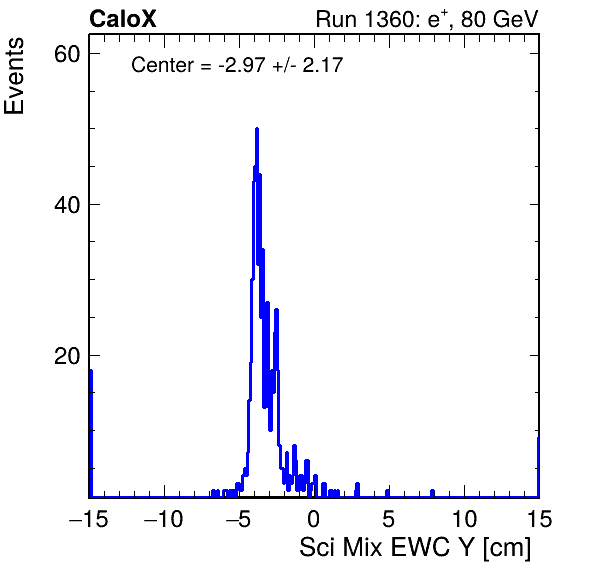 CaloX Run 1360: e⁺, 80 GeV
Events
Center = -2.97 +/- 2.17
60
40
20
−15 −10 −5 0 5 10 15
Sci Mix EWC Y [cm]